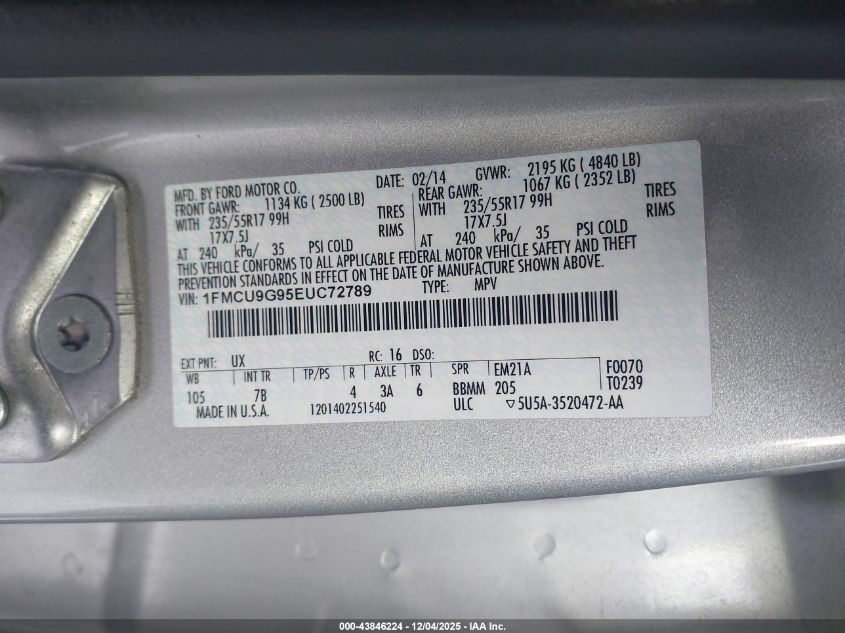 MFD. BY FORD MOTOR CO. DATE: 02/14 GVWR: 2195 KG ( 4840 LB)
FRONT GAWR: 1134 KG ( 2500 LB) REAR GAWR: 1067 KG ( 2352 LB)
WITH 235/55R17 99H TIRES WITH 235/55R17 99H TIRES
17X7.5J RIMS 17X7.5J RIMS
AT 240 kPa/ 35 PSI COLD AT 240 kPa/ 35 PSI COLD
THIS VEHICLE CONFORMS TO ALL APPLICABLE FEDERAL MOTOR VEHICLE SAFETY AND THEFT
PREVENTION STANDARDS IN EFFECT ON THE DATE OF MANUFACTURE SHOWN ABOVE.
VIN: 1FMCU9G95EUC72789 TYPE: MPV
EXT PNT: UX RC: 16 DSO:
WB INT TR TP/PS R AXLE TR SPR EM21A F0070
105 7B 4 3A 6 BBMM 205 T0239
MADE IN U.S.A. 1201402251540 ULC ▽5U5A-3520472-AA
000-43846224 - 12/04/2025 - IAA Inc.